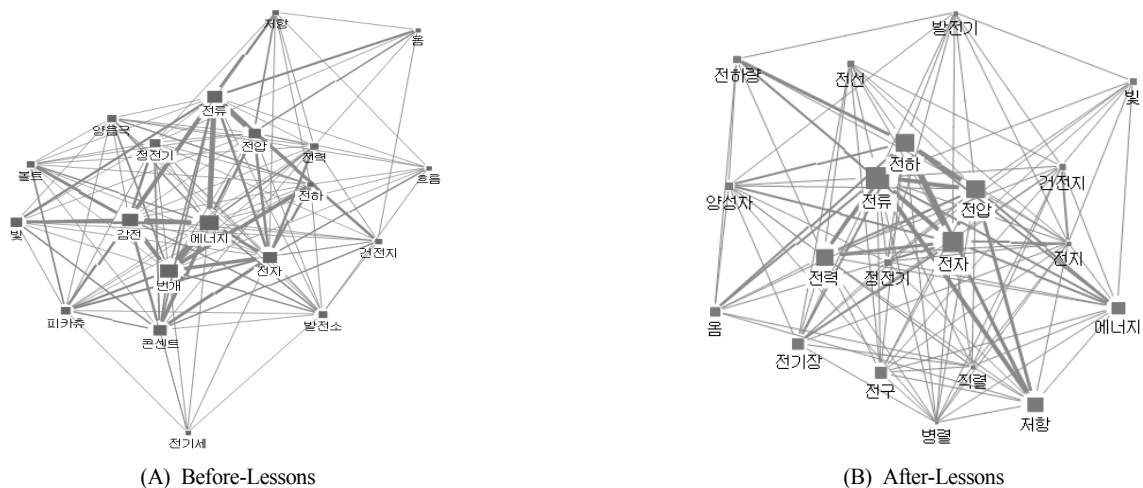 저항
옴
전류
양음극
정전기
전압
전력
볼트
전하
흐름
빛
감전
에너지
건전지
전자
번개
피카츄
콘센트
발전소
전기세
(A) Before-Lessons
발전기
전하량
전선
빛
전하
건전지
양성자
전류
전압
전자
전지
전력
정전기
옴
에너지
전기장
전구
직렬
저항
병렬
(B) After-Lessons